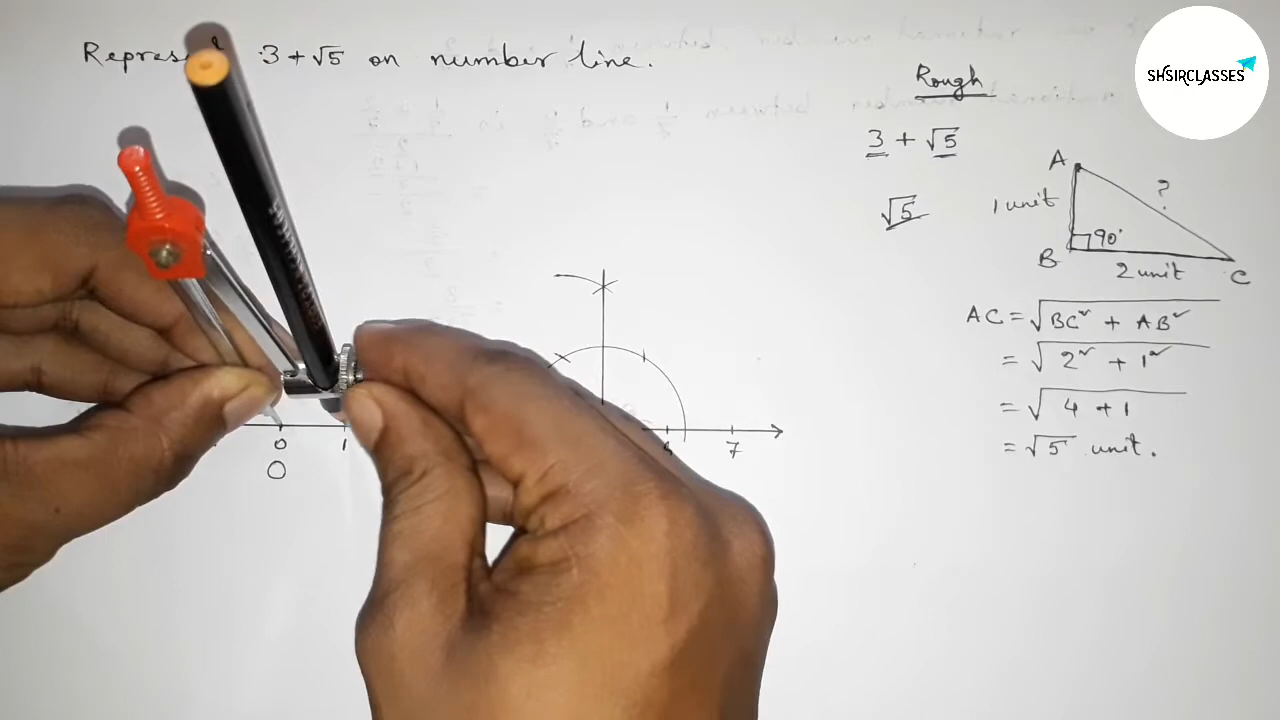 3 + √5 on number line.
SHSIRCLASSES
Rough
3 + √5
√5
A
1 unit
?
90°
B
2 unit
C
AC = √BC² + AB²
= √2² + 1²
= √4 + 1
= √5 unit.
0 1 7
O